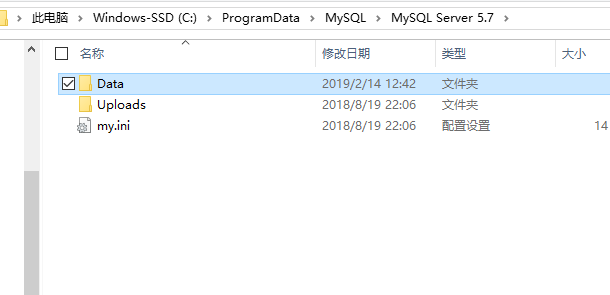 此电脑 > Windows-SSD (C:) > ProgramData > MySQL > MySQL Server 5.7 >
名称 修改日期 类型 大小
Data 2019/2/14 12:42 文件夹
Uploads 2018/8/19 22:06 文件夹
my.ini 2018/8/19 22:06 配置设置 14